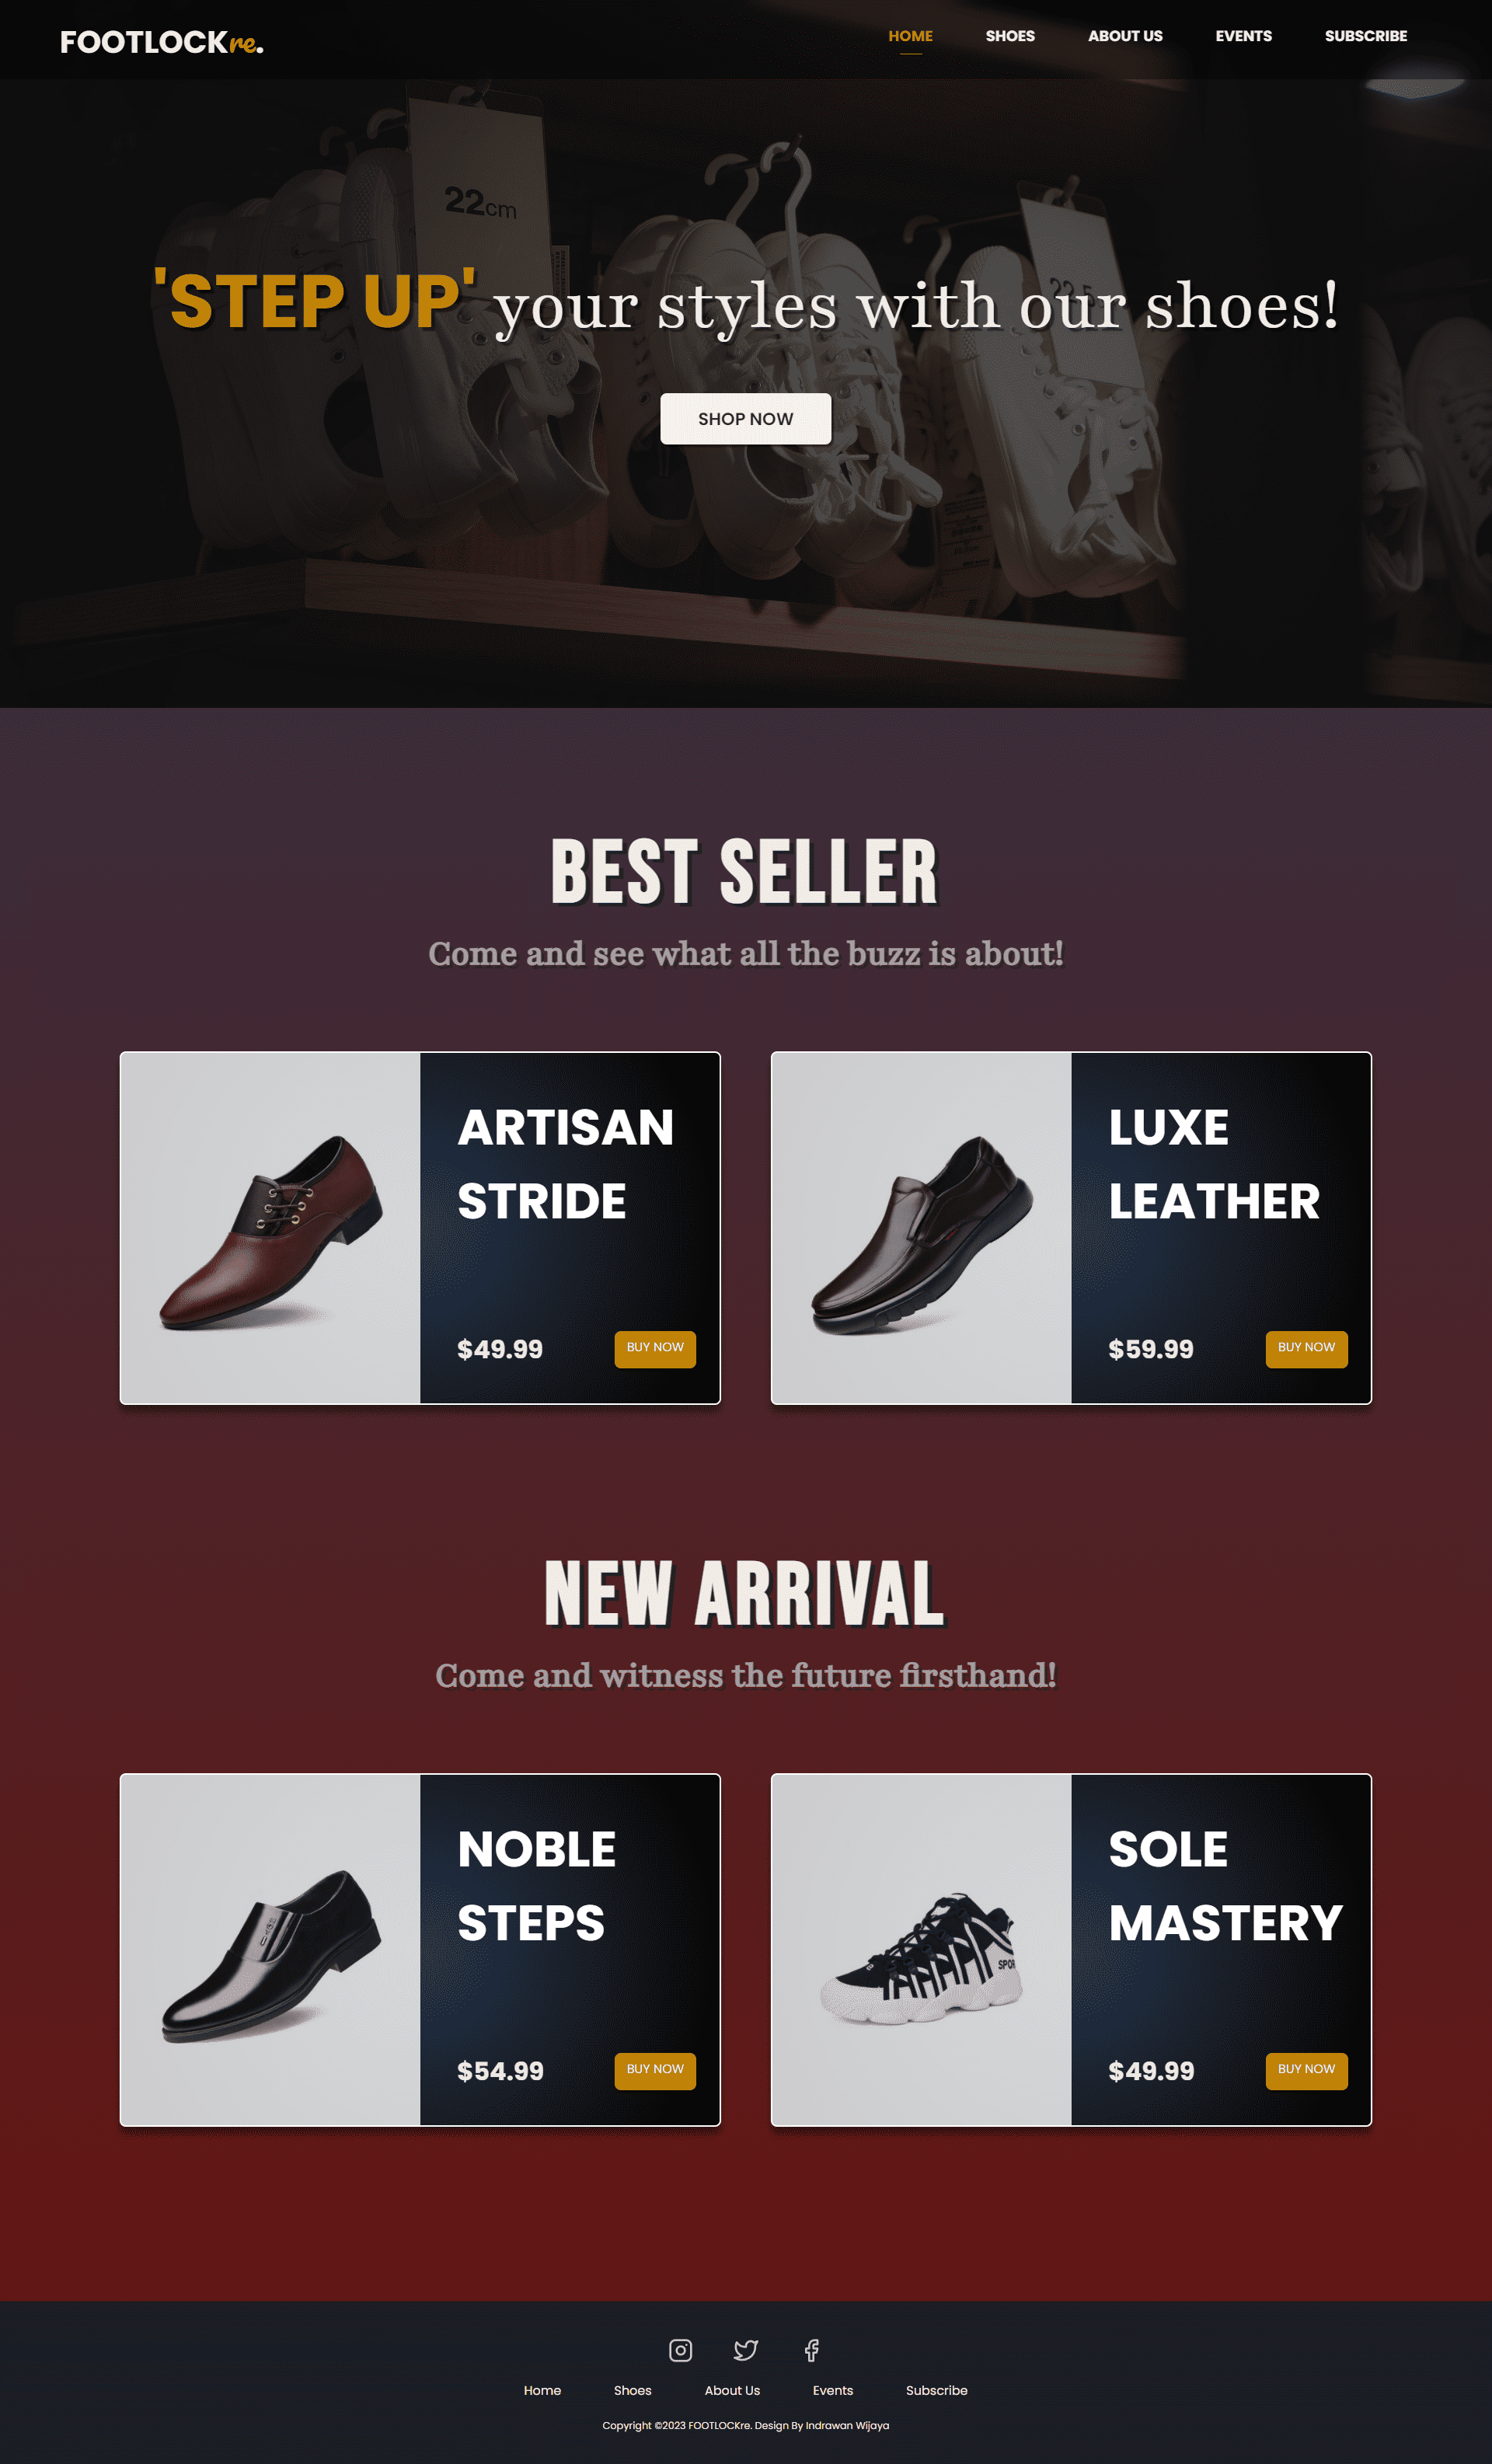 FOOTLOCKre.
HOME SHOES ABOUT US EVENTS SUBSCRIBE
22cm
22.5
'STEP UP' your styles with our shoes!
SHOP NOW
BEST SELLER
Come and see what all the buzz is about!
ARTISAN
STRIDE
$49.99 BUY NOW
LUXE
LEATHER
$59.99 BUY NOW
NEW ARRIVAL
Come and witness the future firsthand!
NOBLE
STEPS
$54.99 BUY NOW
SOLE
MASTERY
SPOR
$49.99 BUY NOW
Home Shoes About Us Events Subscribe
Copyright ©2023 FOOTLOCKre. Design By Indrawan Wijaya